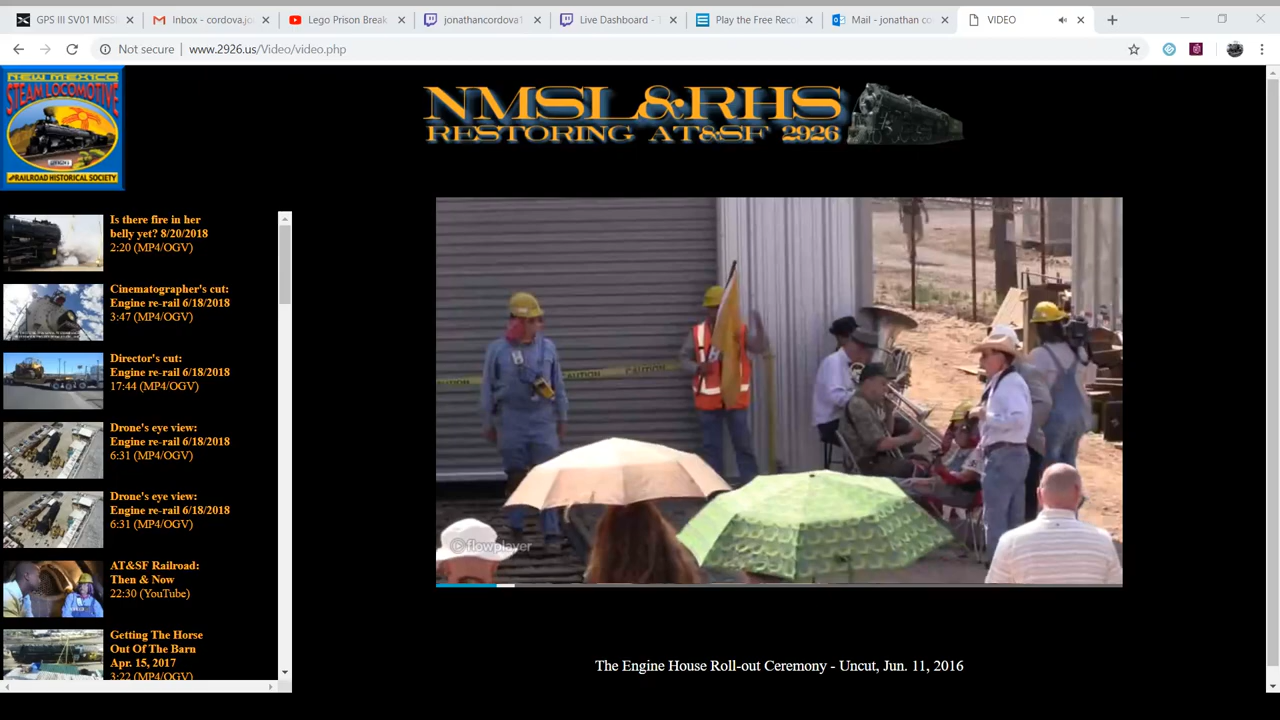 GPS III SV01 MISSI
Inbox - cordova.jo
Lego Prison Break
jonathancordova1
Live Dashboard - T
Play the Free Reco
Mail - jonathan co
VIDEO
Not secure | www.2926.us/Video/video.php
NEW MEXICO
STEAM LOCOMOTIVE
& RAILROAD HISTORICAL SOCIETY
NMSL&RHS
RESTORING AT&SF 2926
Is there fire in her
belly yet? 8/20/2018
2:20 (MP4/OGV)
Cinematographer's cut:
Engine re-rail 6/18/2018
3:47 (MP4/OGV)
Director's cut:
Engine re-rail 6/18/2018
17:44 (MP4/OGV)
Drone's eye view:
Engine re-rail 6/18/2018
6:31 (MP4/OGV)
Drone's eye view:
Engine re-rail 6/18/2018
6:31 (MP4/OGV)
AT&SF Railroad:
Then & Now
22:30 (YouTube)
Getting The Horse
Out Of The Barn
Apr. 15, 2017
3:22 (MP4/OGV)
CAUTION CAUTION
flowplayer
The Engine House Roll-out Ceremony - Uncut, Jun. 11, 2016